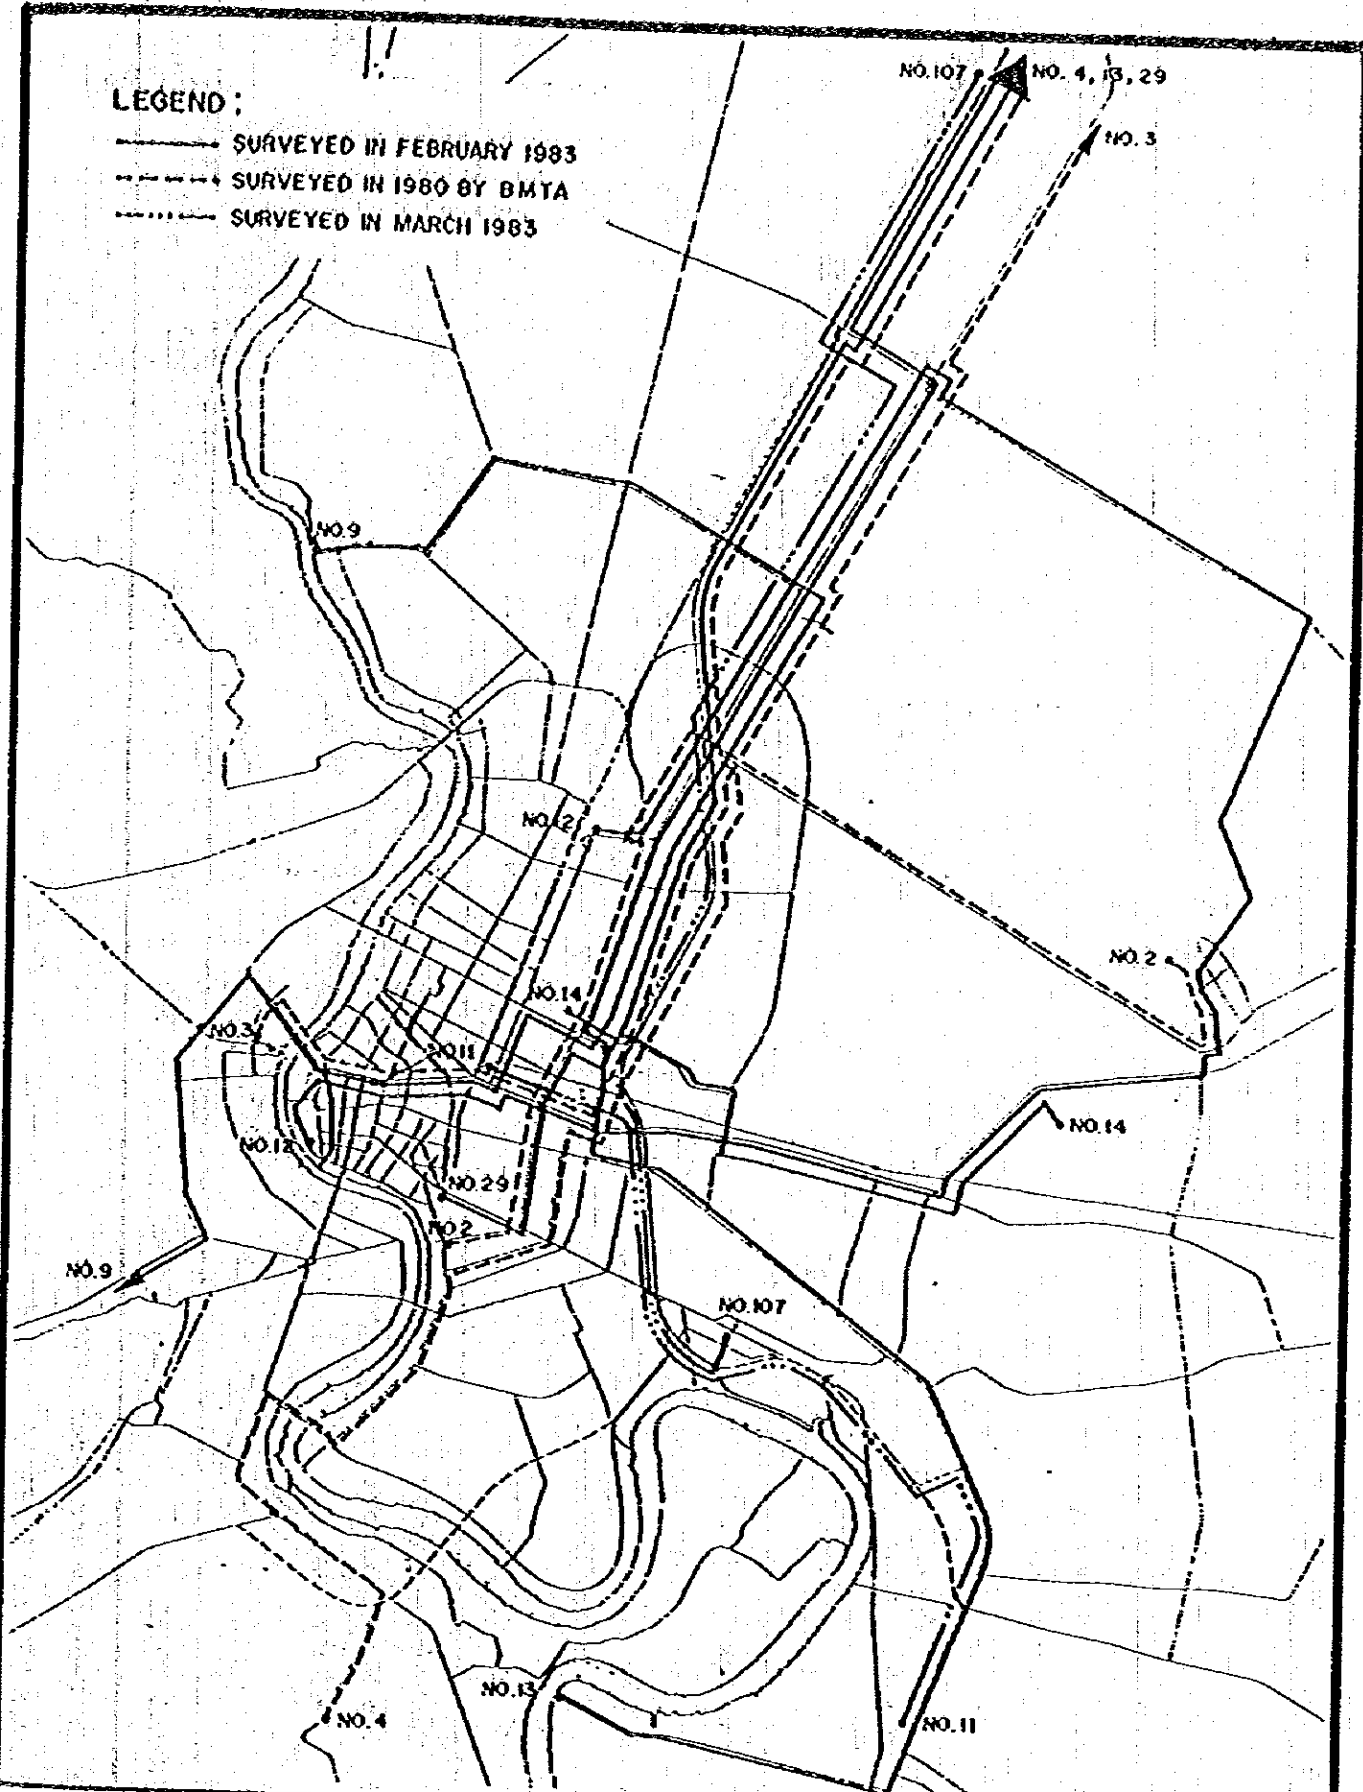 NO.107
NO. 4, 13, 29
LEGEND:
NO. 3
SURVEYED IN FEBRUARY 1983
SURVEYED IN 1980 BY BMTA
SURVEYED IN MARCH 1983
NO.9
NO.12
NO.2
NO.14
NO.3
NO.11
NO.14
NO.12
NO.29
NO.2
NO.9
NO.107
NO.13
NO.4
NO.11